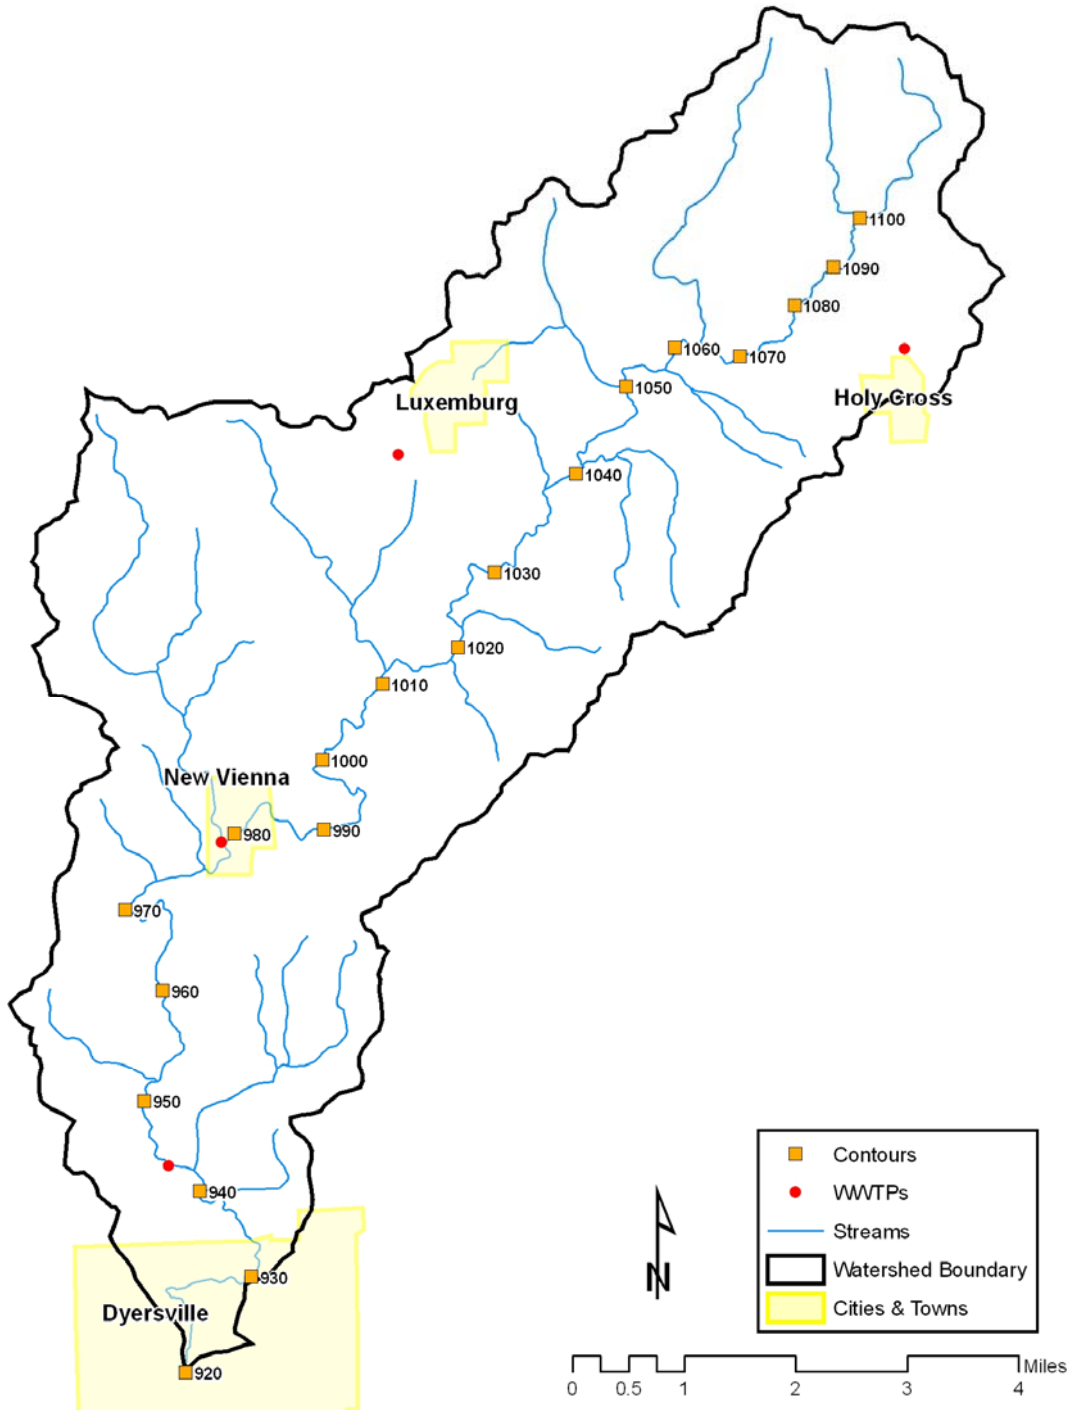 1100
1090
1080
1060
1070
1050
Luxemburg
Holy Cross
1040
1030
1020
1010
1000
New Vienna
980
990
970
960
950
940
930
Dyersville
920
N
Contours
WWTPs
Streams
Watershed Boundary
Cities & Towns
Miles
0 0.5 1 2 3 4